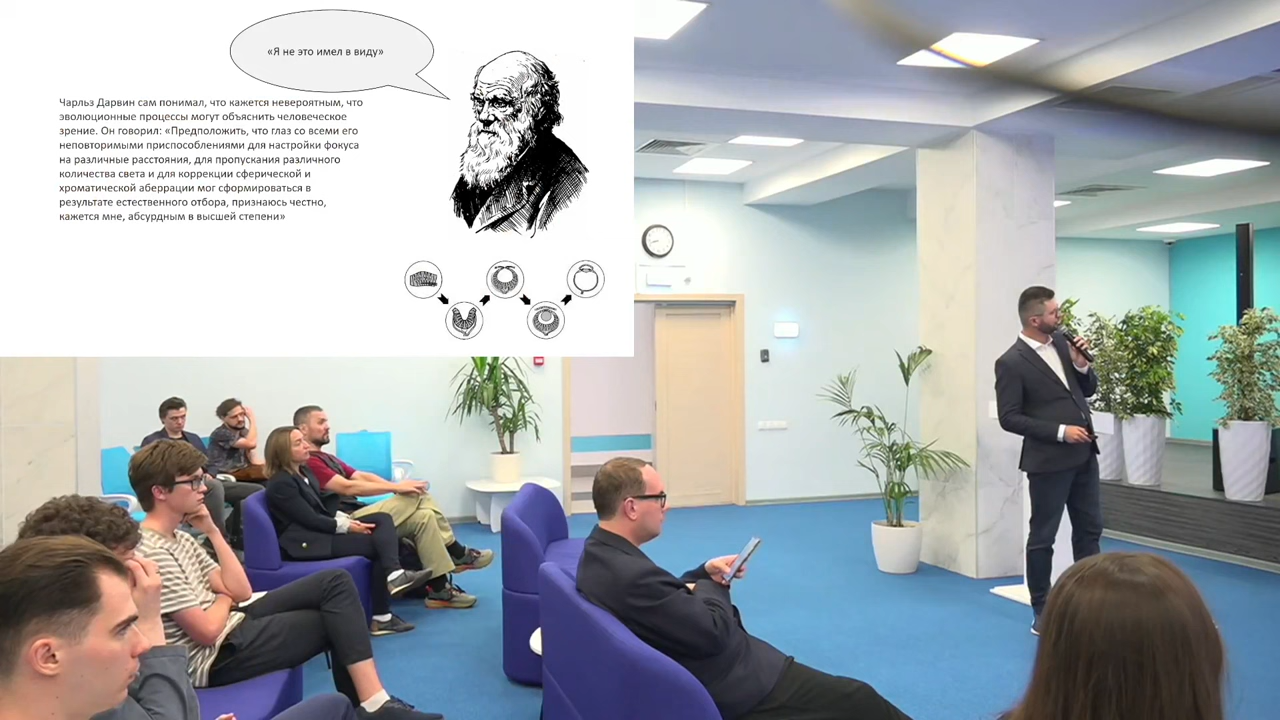 «Я не это имел в виду»
Чарльз Дарвин сам понимал, что кажется невероятным, что
эволюционные процессы могут объяснить человеческое
зрение. Он говорил: «Предположить, что глаз со всеми его
неповторимыми приспособлениями для настройки фокуса
на различные расстояния, для пропускания различного
количества света и для коррекции сферической и
хроматической аберрации мог сформироваться в
результате естественного отбора, признаюсь честно,
кажется мне, абсурдным в высшей степени»